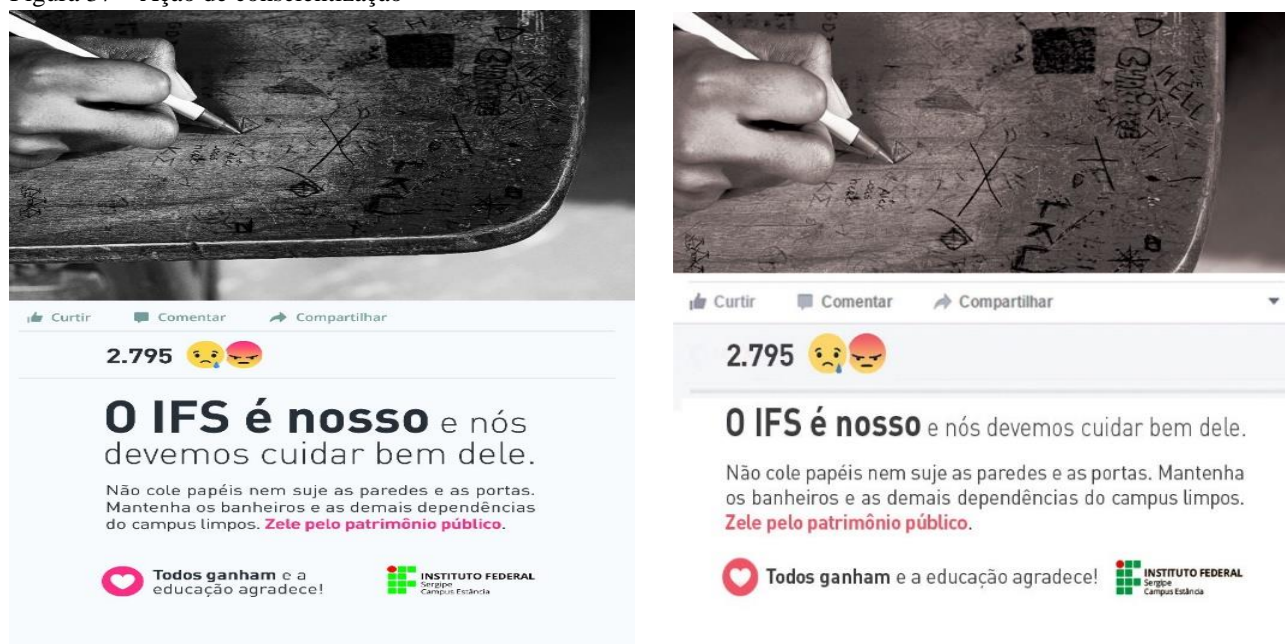 Curtir Comentar Compartilhar
2.795
O IFS é nosso e nós
devemos cuidar bem dele.
Não cole papéis nem suje as paredes e as portas.
Mantenha os banheiros e as demais dependências
do campus limpos. Zele pelo patrimônio público.
Todos ganham e a
educação agradece!
INSTITUTO FEDERAL
Sergipe
Campus Estância
Curtir Comentar Compartilhar
2.795
O IFS é nosso e nós devemos cuidar bem dele.
Não cole papéis nem suje as paredes e as portas. Mantenha
os banheiros e as demais dependências do campus limpos.
Zele pelo patrimônio público.
Todos ganham e a educação agradece!
INSTITUTO FEDERAL
Sergipe
Campus Estância